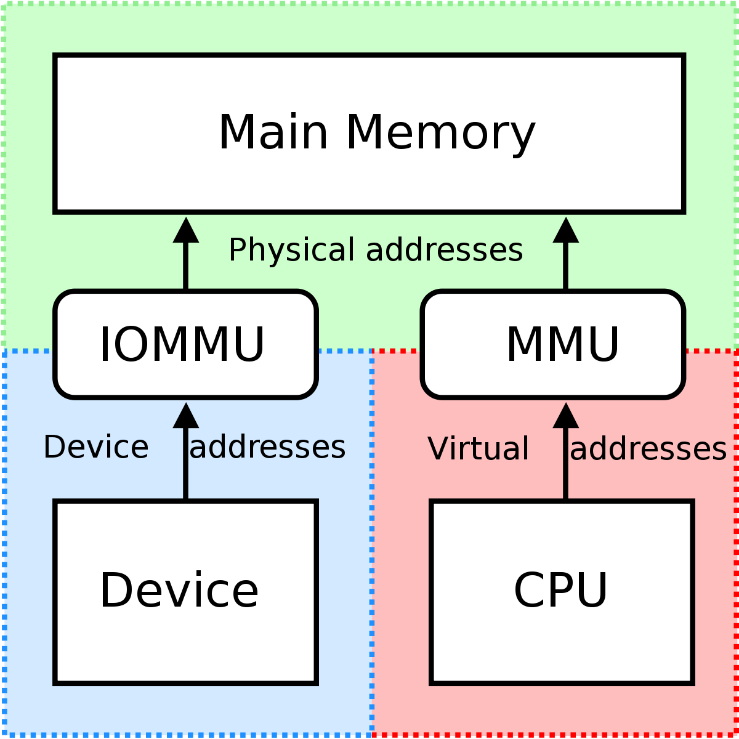 Main Memory
Physical addresses
IOMMU
MMU
Device addresses
Virtual addresses
Device
CPU